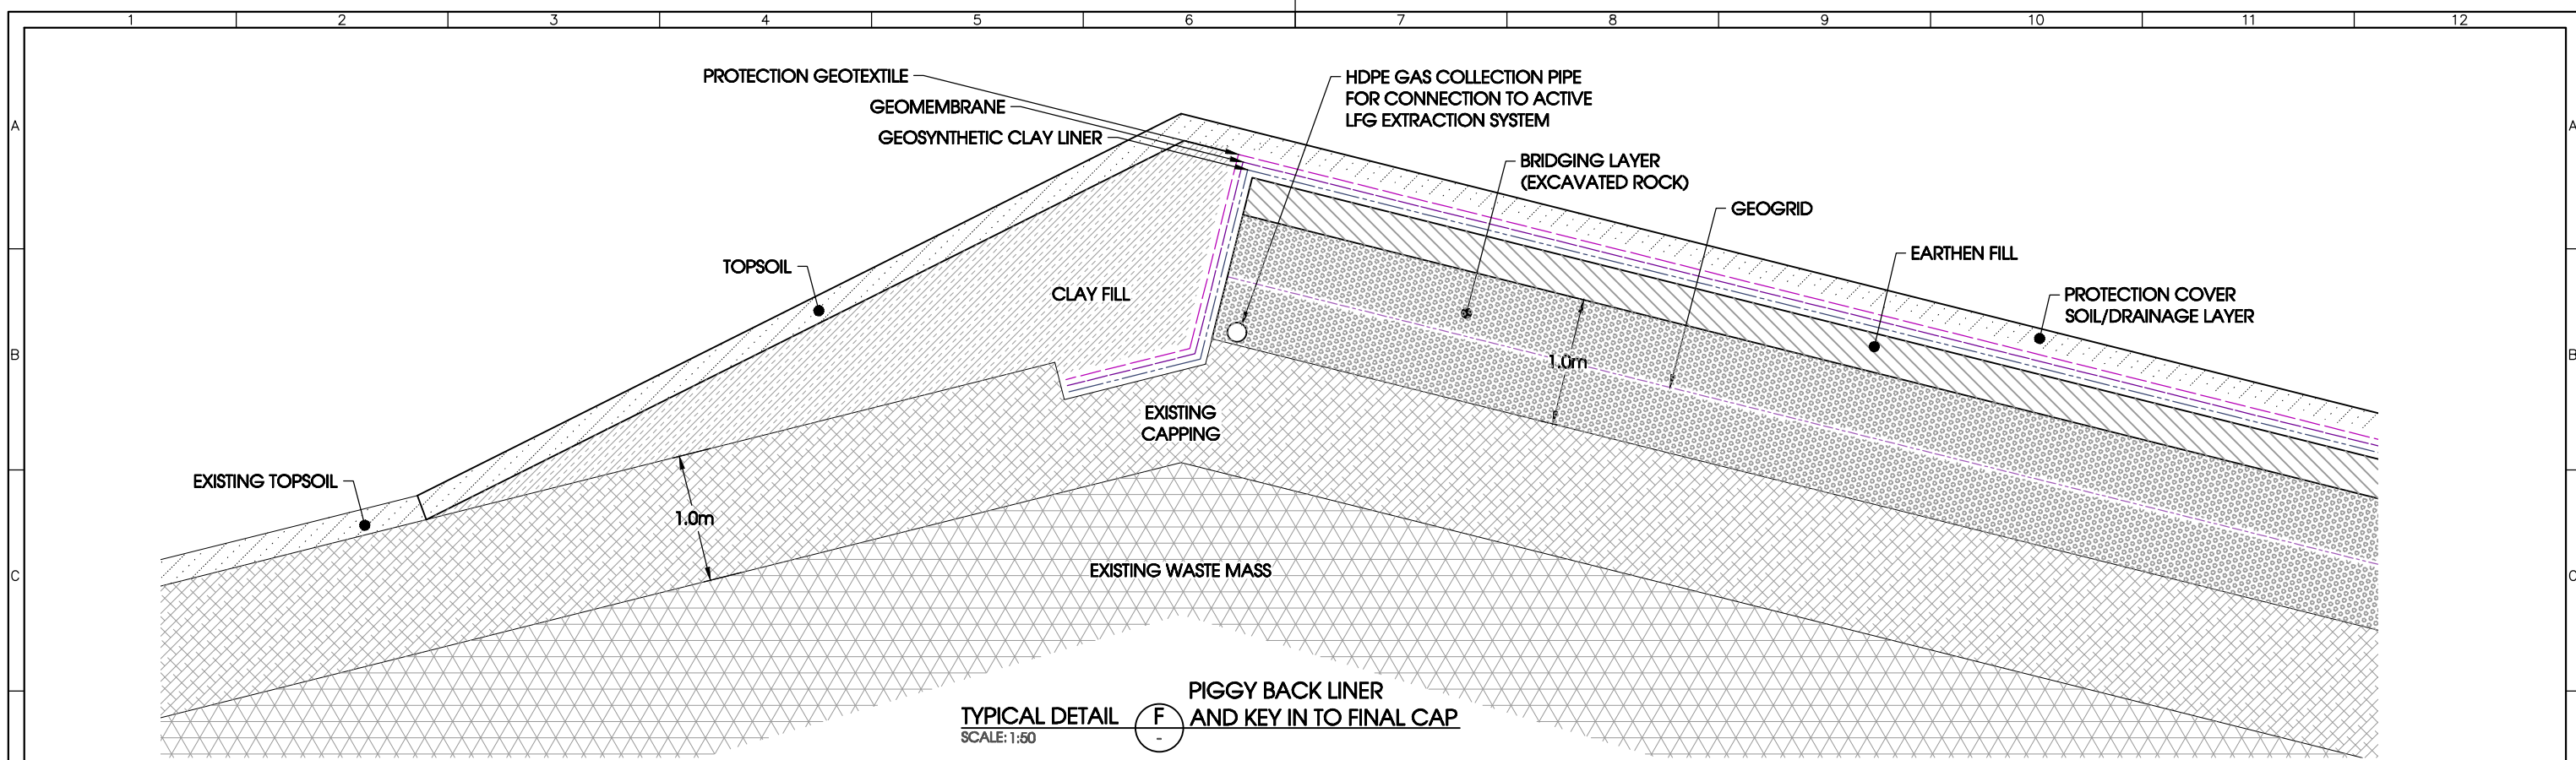 1 2 3 4 5 6 7 8 9 10 11 12
PROTECTION GEOTEXTILE
GEOMEMBRANE
GEOSYNTHETIC CLAY LINER
HDPE GAS COLLECTION PIPE
FOR CONNECTION TO ACTIVE
LFG EXTRACTION SYSTEM
A
A
BRIDGING LAYER
(EXCAVATED ROCK)
GEOGRID
EARTHEN FILL
TOPSOIL
CLAY FILL
PROTECTION COVER
SOIL/DRAINAGE LAYER
B
B
1.0m
EXISTING
CAPPING
EXISTING TOPSOIL
1.0m
EXISTING WASTE MASS
C
C
PIGGY BACK LINER
TYPICAL DETAIL F AND KEY IN TO FINAL CAP
SCALE: 1:50 -